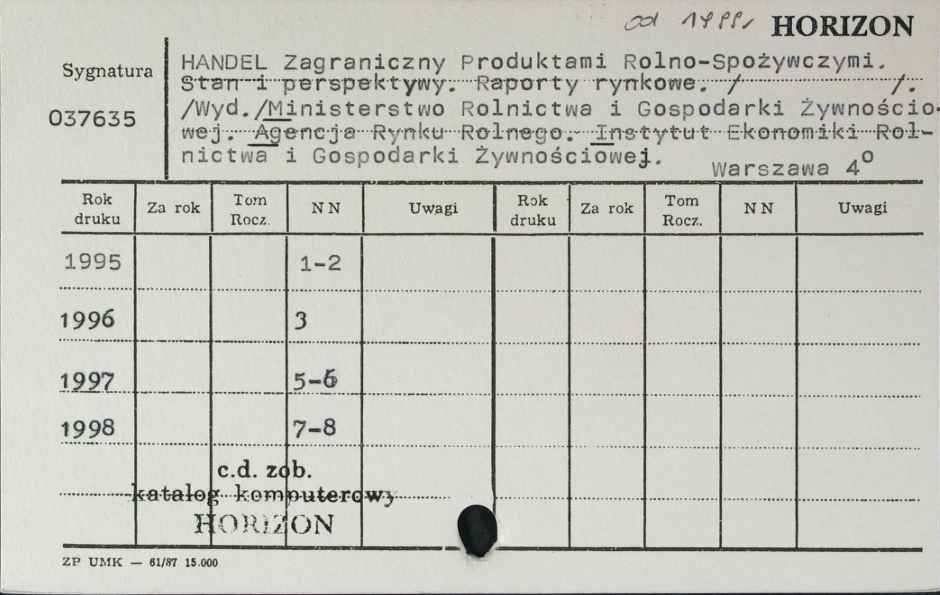 od 1999r HORIZON
Sygnatura
037635
HANDEL Zagraniczny Produktami Rolno-Spożywczymi.
Stan i perspektywy. Raporty rynkowe. / /.
/Wyd./Ministerstwo Rolnictwa i Gospodarki Żywnościo-
wej. Agencja Rynku Rolnego. Instytut Ekonomiki Rol-
nictwa i Gospodarki Żywnościowej.
Warszawa 4°
Rok druku Za rok Tom Rocz. NN Uwagi Rok druku Za rok Tom Rocz. NN Uwagi
1995 1-2
1996 3
1997 5-6
1998 7-8
c.d. zob.
katalog komputerowy
HORIZON
ZP UMK — 61/87 15.000